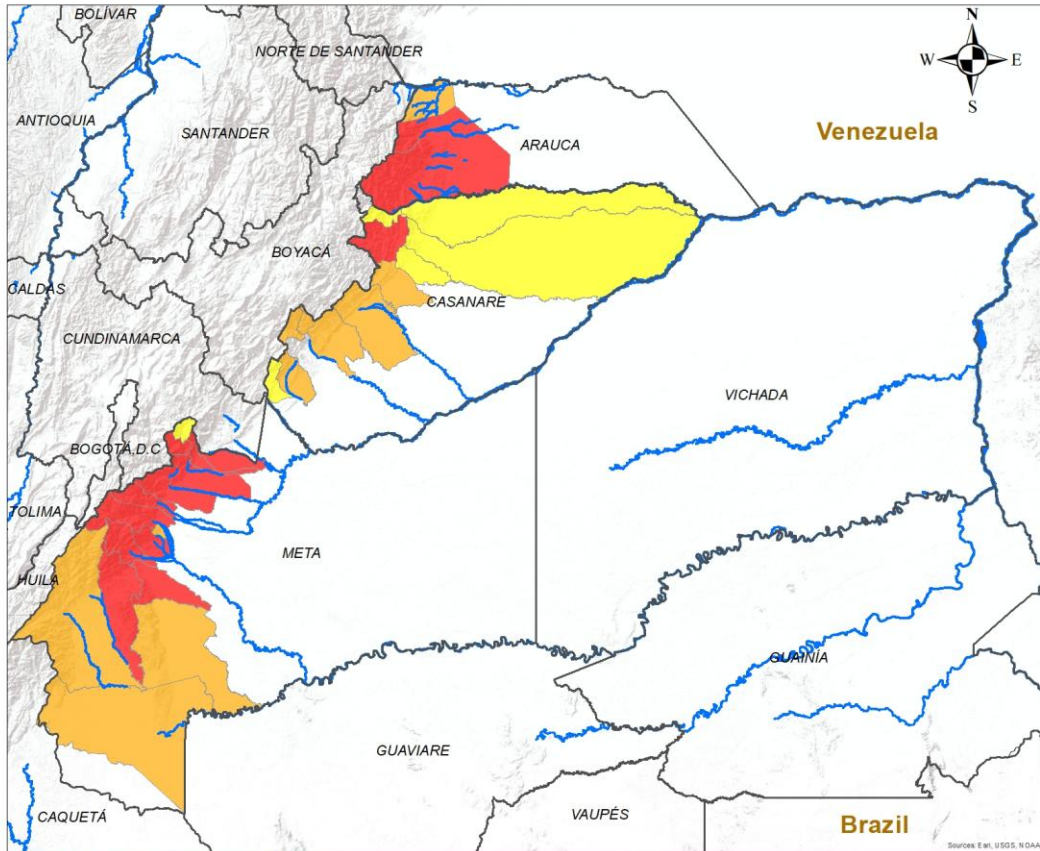 BOLÍVAR
NORTE DE SANTANDER
N
W E
S
ANTIOQUIA
SANTANDER
ARAUCA
Venezuela
BOYACÁ
CALDAS
CASANARE
CUNDINAMARCA
VICHADA
BOGOTÁ,D.C
TOLIMA
META
HUILA
GUAINÍA
GUAVIARE
CAQUETÁ
VAUPÉS
Brazil
Sources: Esri, USGS, NOAA